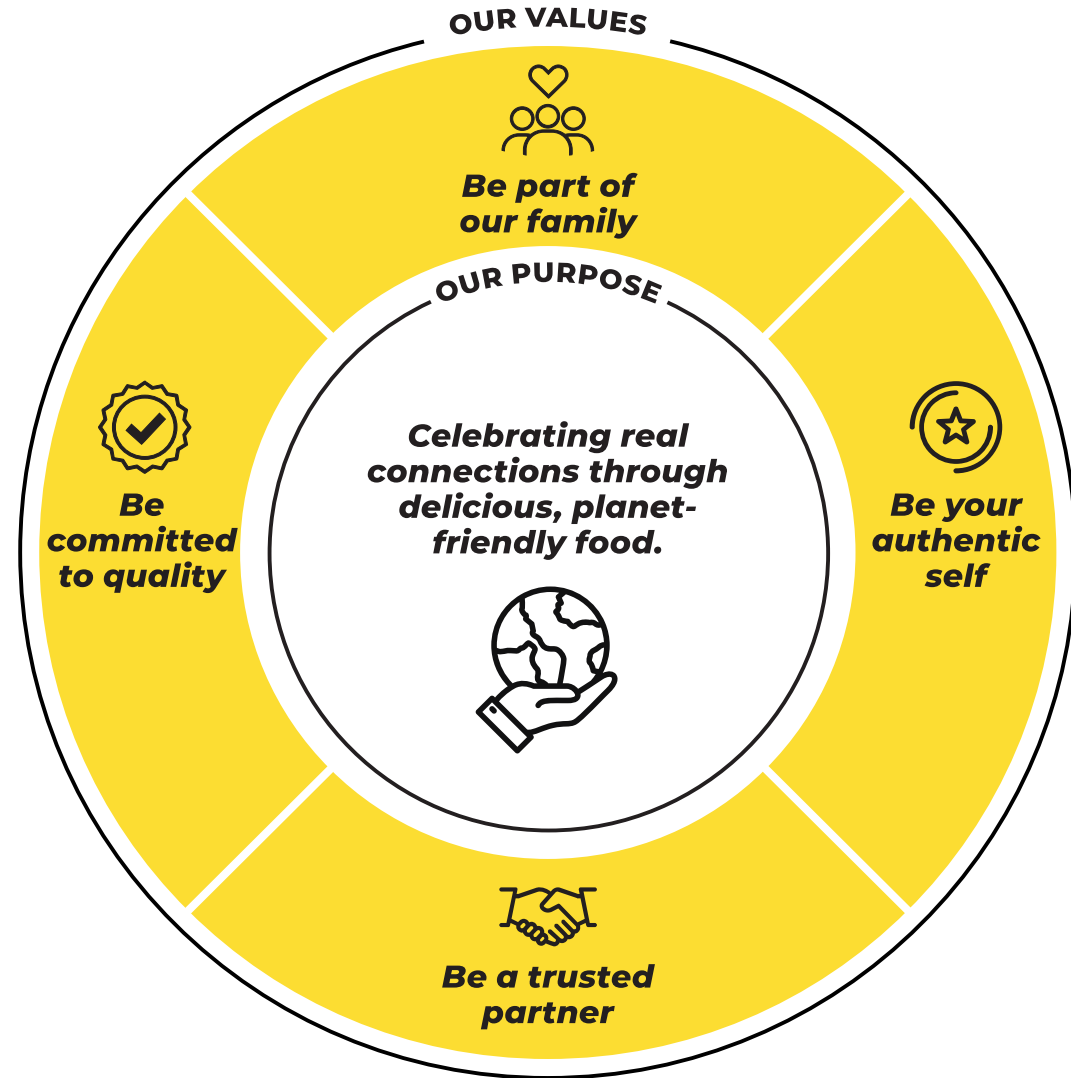 OUR VALUES
Be part of
our family
OUR PURPOSE
Celebrating real
connections through
delicious, planet-
friendly food.
Be
committed
to quality
Be your
authentic
self
Be a trusted
partner